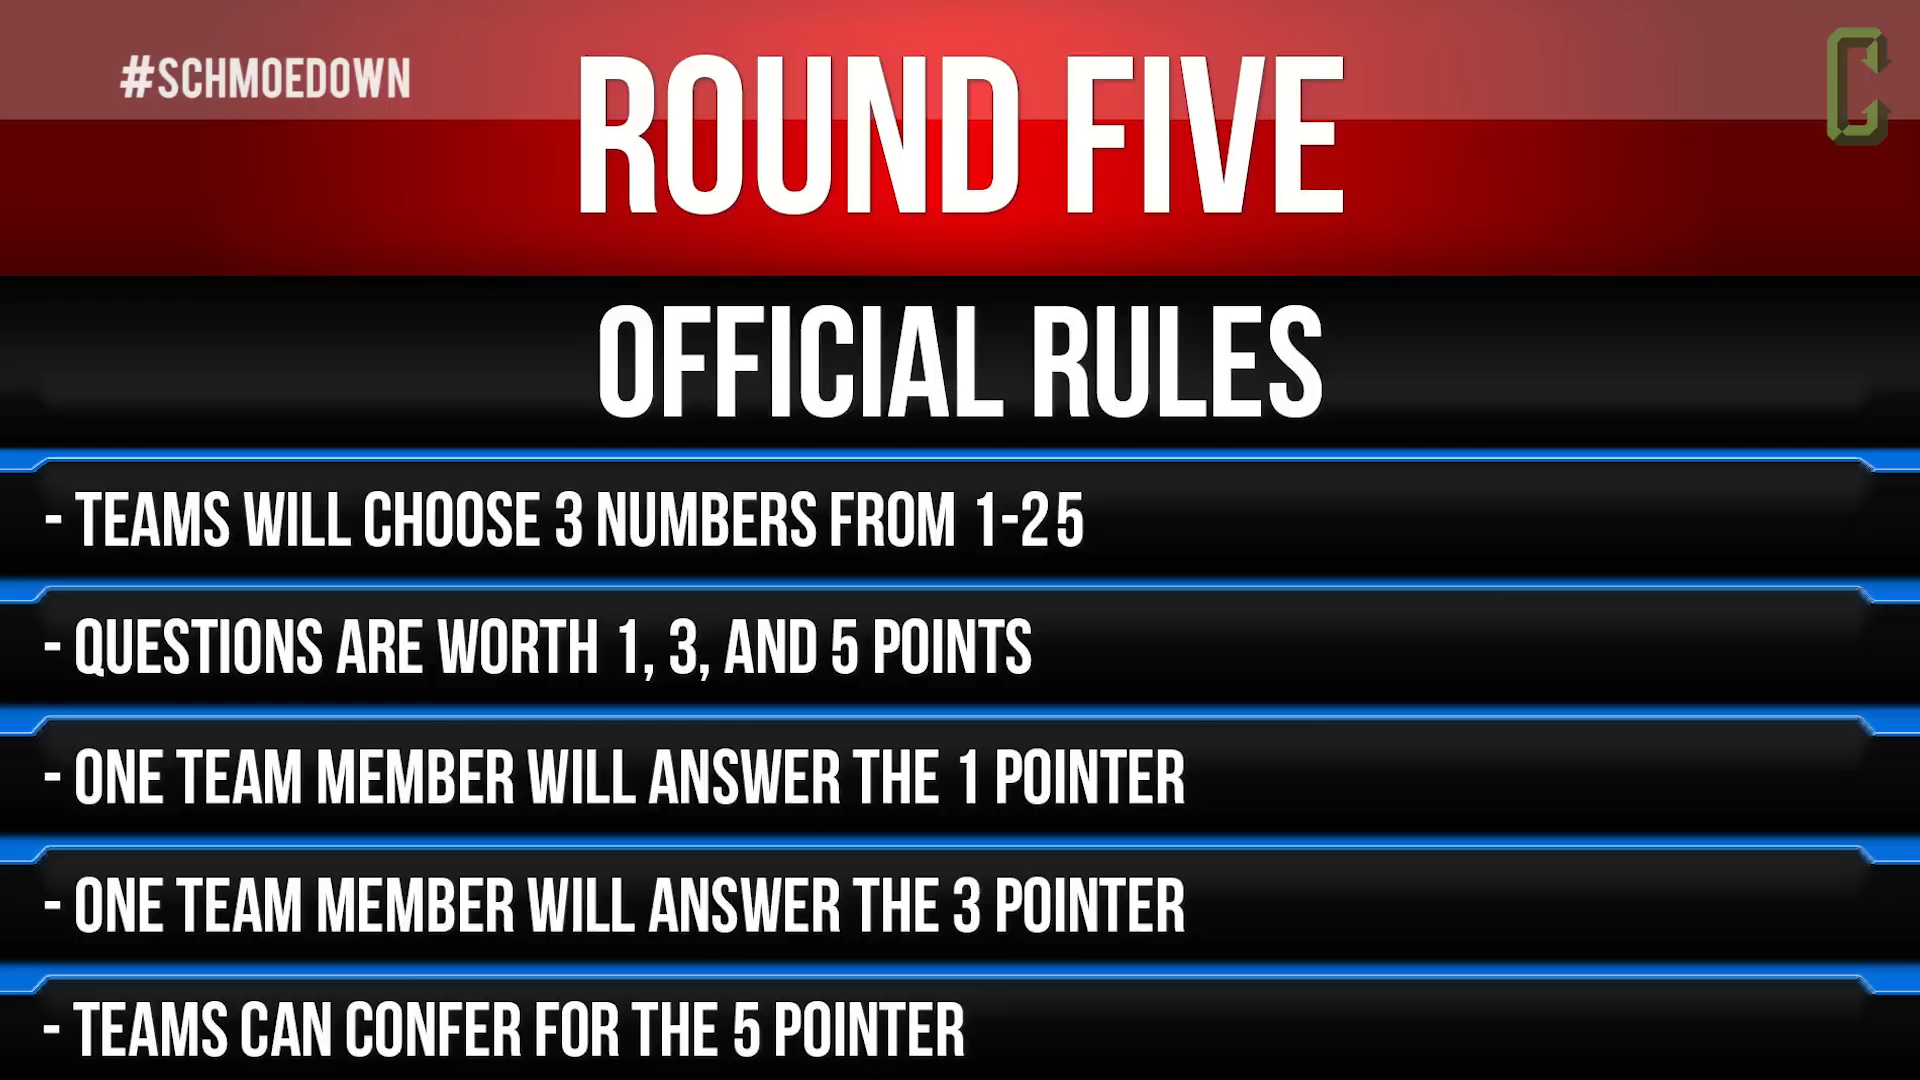 #SCHMOEDOWN
ROUND FIVE
OFFICIAL RULES
- TEAMS WILL CHOOSE 3 NUMBERS FROM 1-25
- QUESTIONS ARE WORTH 1, 3, AND 5 POINTS
- ONE TEAM MEMBER WILL ANSWER THE 1 POINTER
- ONE TEAM MEMBER WILL ANSWER THE 3 POINTER
- TEAMS CAN CONFER FOR THE 5 POINTER